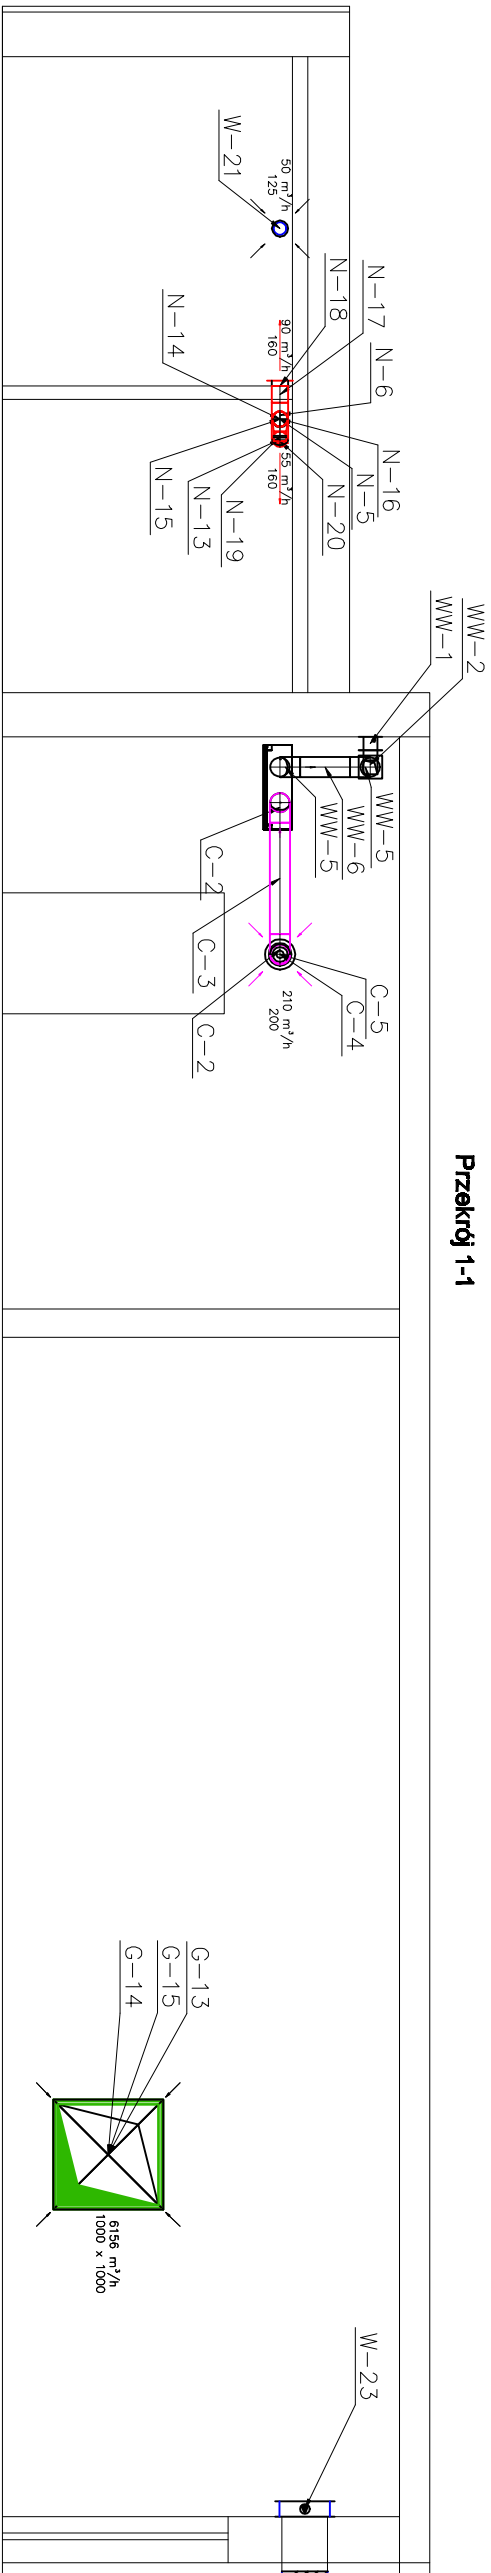 Przekrój 1-1
W-21
50 m³/h
125
N-14
N-15
N-13
N-19
N-20
N-5
N-16
N-6
N-17
N-18
90 m³/h
160
55 m³/h
160
WW-2
WW-1
WW-5
WW-6
WW-5
C-2
C-3
C-2
C-5
C-4
210 m³/h
200
G-13
G-15
G-14
6156 m³/h
1000 x 1000
W-23